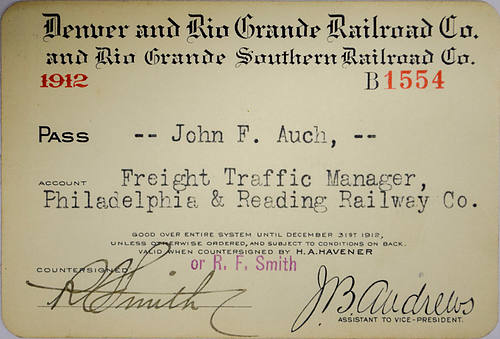 Denver and Rio Grande Railroad Co.
and Rio Grande Southern Railroad Co.
1912 B1554
PASS -- John F. Auch, --
ACCOUNT Freight Traffic Manager,
Philadelphia & Reading Railway Co.
GOOD OVER ENTIRE SYSTEM UNTIL DECEMBER 31ST 1912,
UNLESS OTHERWISE ORDERED, AND SUBJECT TO CONDITIONS ON BACK.
VALID WHEN COUNTERSIGNED BY H.A.HAVENER
or R. F. Smith
COUNTERSIGNED
R F Smith
J.B. Andrews
ASSISTANT TO VICE-PRESIDENT.